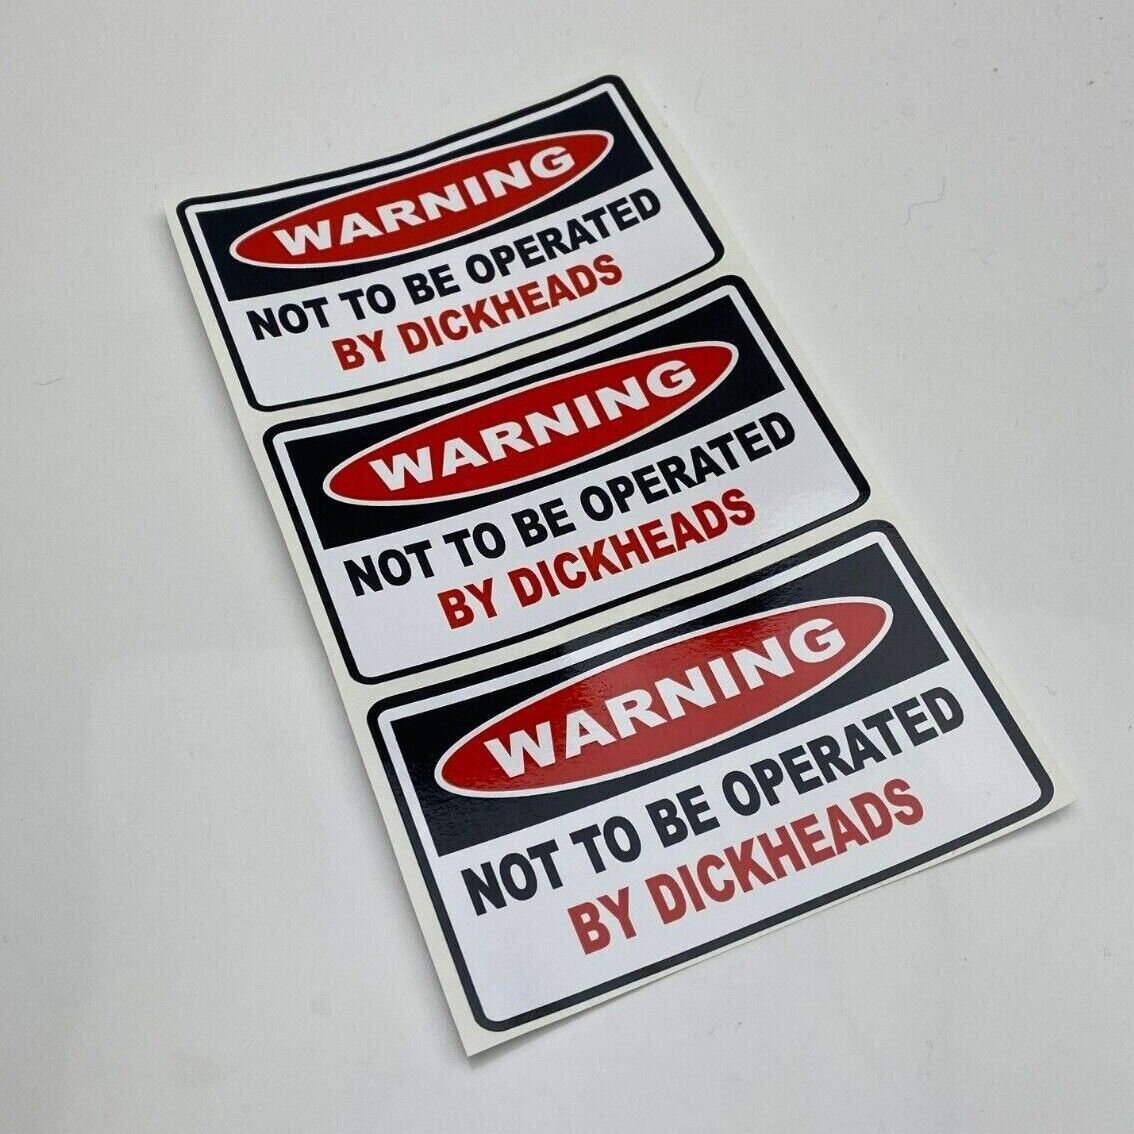 WARNING
NOT TO BE OPERATED
BY DICKHEADS
WARNING
NOT TO BE OPERATED
BY DICKHEADS
WARNING
NOT TO BE OPERATED
BY DICKHEADS